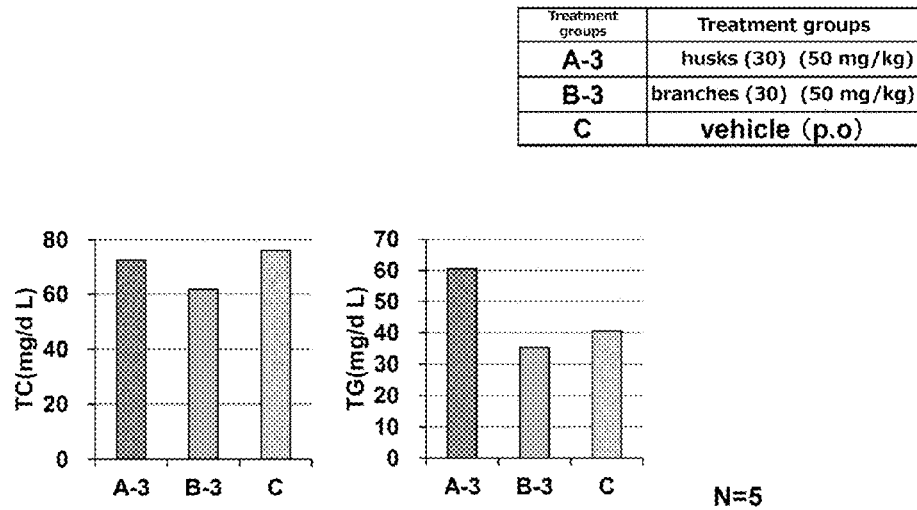 Treatment groups Treatment groups
A-3 husks (30) (50 mg/kg)
B-3 branches (30) (50 mg/kg)
C vehicle (p.o)
TC(mg/d L)
80
60
40
20
0
A-3 B-3 C
TG(mg/d L)
70
60
50
40
30
20
10
0
A-3 B-3 C
N=5